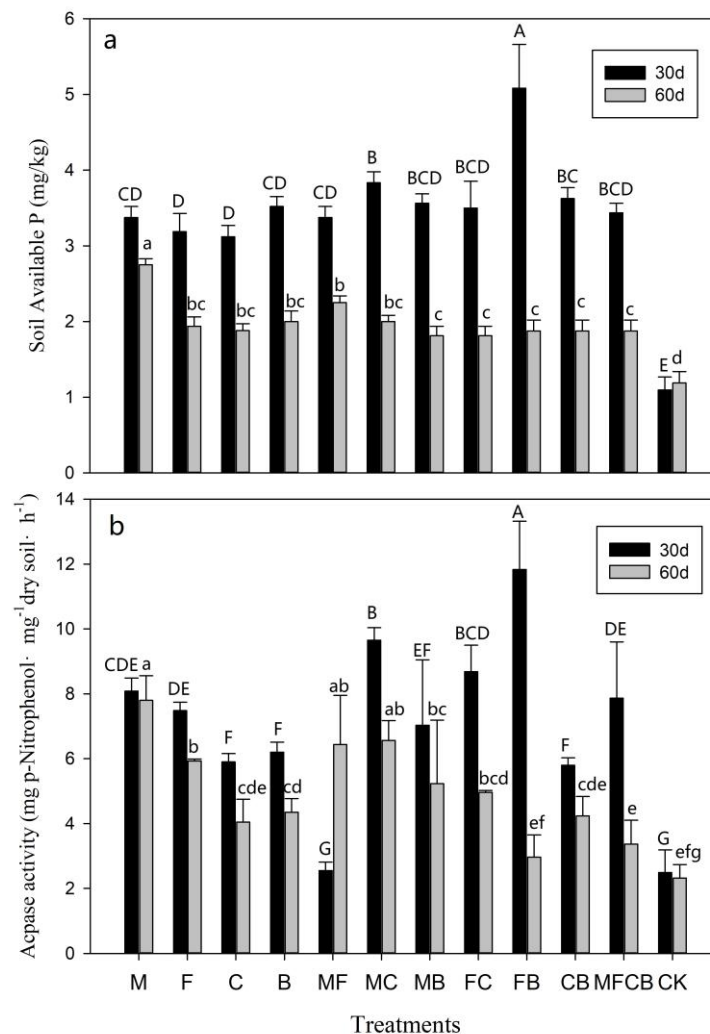 a
Soil Available P (mg/kg)
6
5
4
3
2
1
0
30d
60d
CD a
D bc
D bc
CD bc
CD b
B bc
BCD c
BCD c
A c
BC c
BCD c
E d
b
Acpase activity (mg p-Nitrophenol· mg⁻¹dry soil· h⁻¹)
14
12
10
8
6
4
2
0
30d
60d
CDE a
DE b
F cde
F cd
G ab
B ab
EF bc
BCD bcd
A ef
F cde
DE e
G efg
M F C B MF MC MB FC FB CB MFCB CK
Treatments